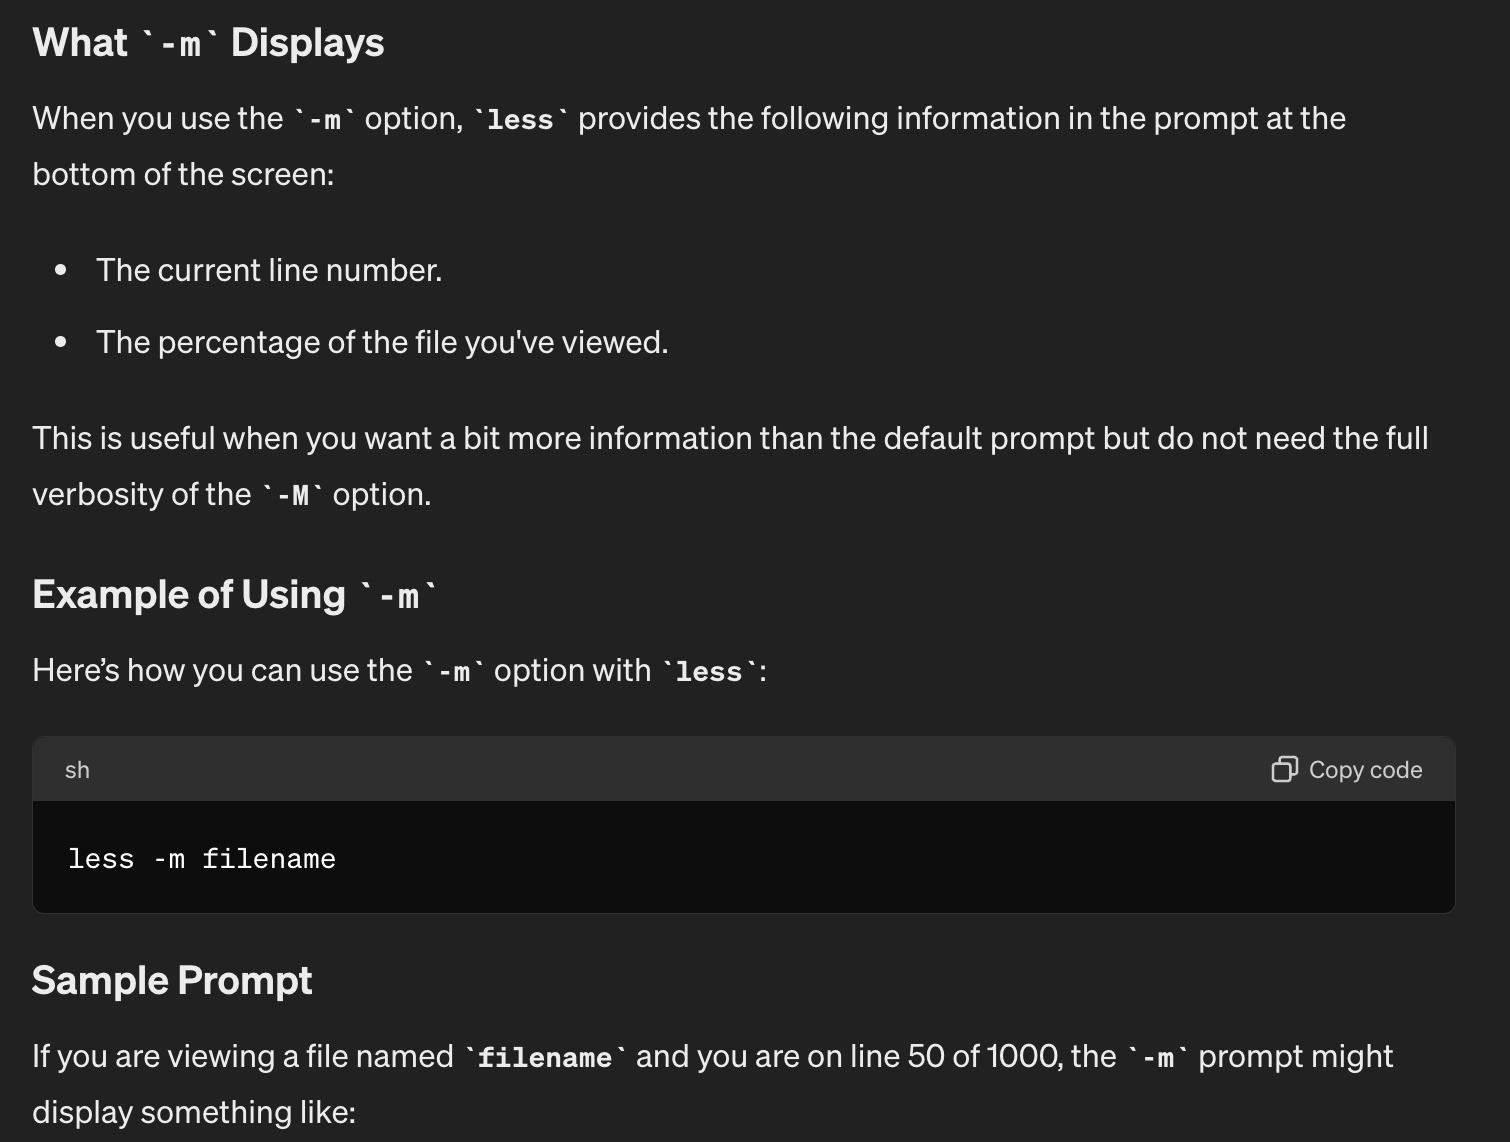 What `-m` Displays
When you use the `-m` option, `less` provides the following information in the prompt at the
bottom of the screen:
• The current line number.
• The percentage of the file you've viewed.
This is useful when you want a bit more information than the default prompt but do not need the full
verbosity of the `-M` option.
Example of Using `-m`
Here’s how you can use the `-m` option with `less`:
sh
Copy code
less -m filename
Sample Prompt
If you are viewing a file named `filename` and you are on line 50 of 1000, the `-m` prompt might
display something like: